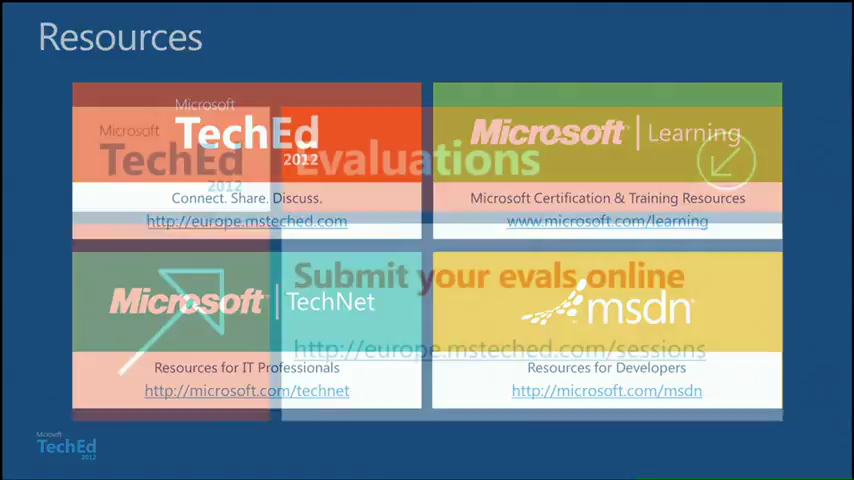 Resources
Microsoft
TechEd
2012
Connect. Share. Discuss.
http://europe.msteched.com
Microsoft | Learning
Microsoft Certification & Training Resources
www.microsoft.com/learning
Microsoft
TechEd
2012
Evaluations
Submit your evals online
http://europe.msteched.com/sessions
Microsoft | TechNet
Resources for IT Professionals
http://microsoft.com/technet
msdn
Resources for Developers
http://microsoft.com/msdn
Microsoft
TechEd
2012